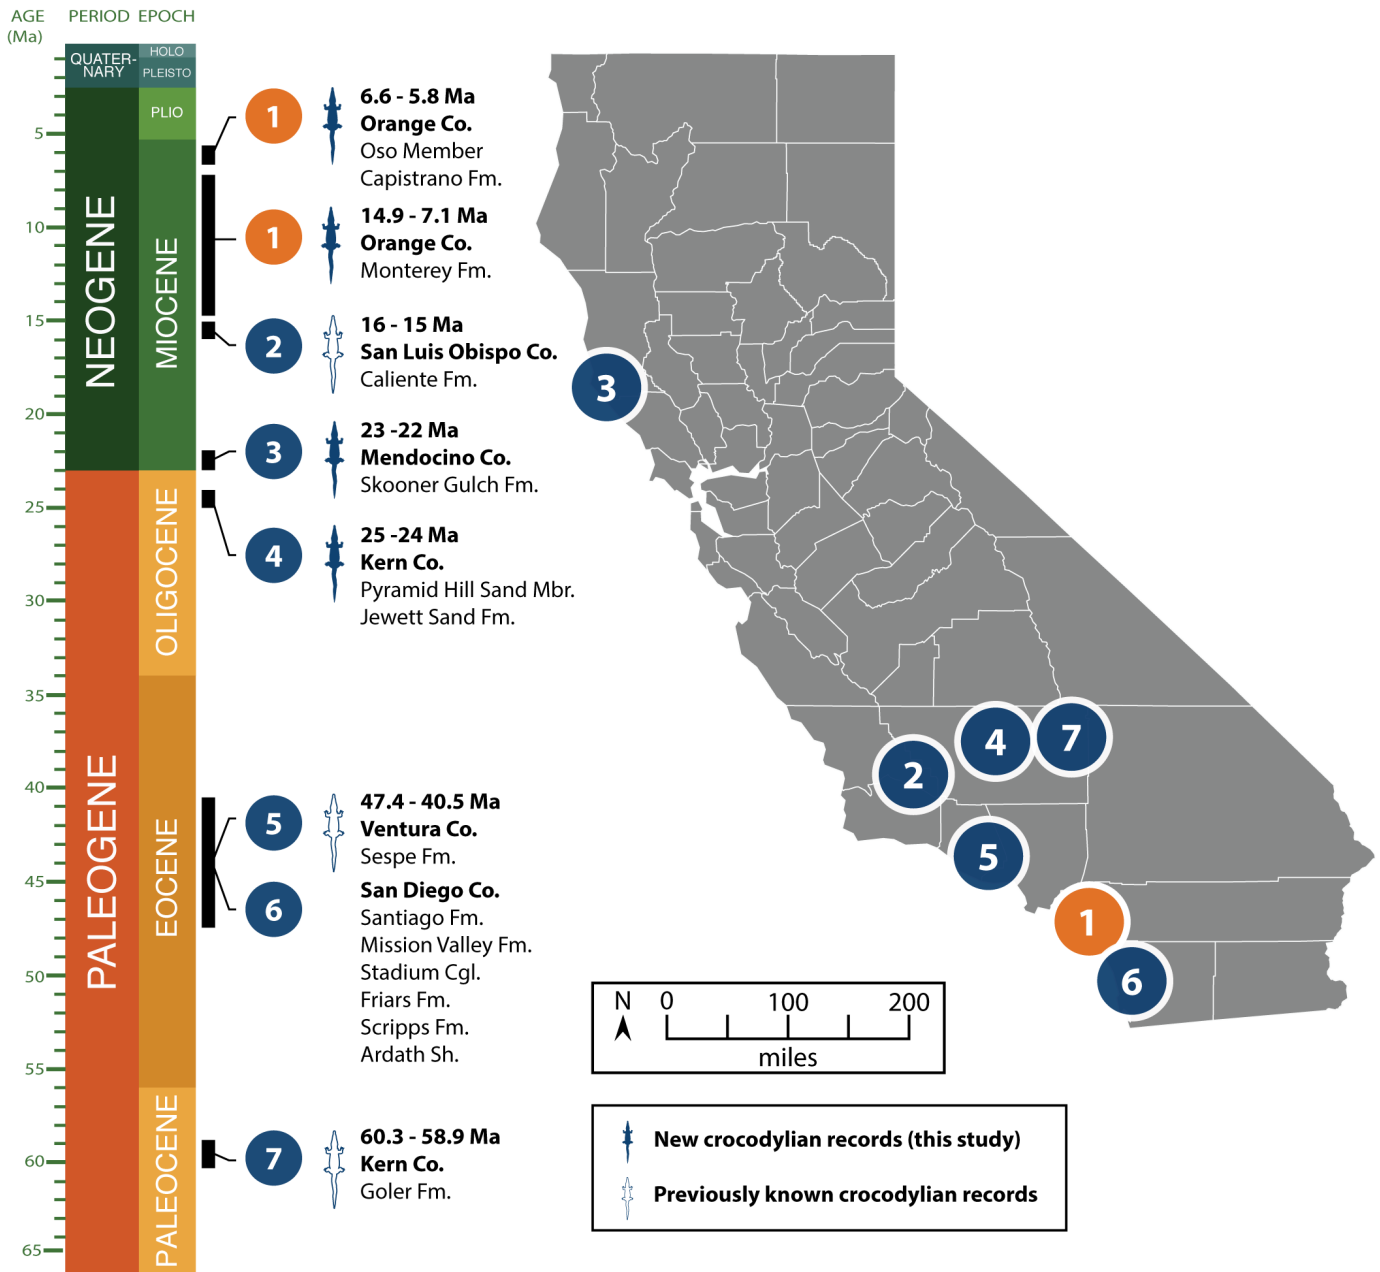 AGE
(Ma)
PERIOD
EPOCH
QUATER-
NARY
HOLO
PLEISTO
PLIO
NEOGENE
MIOCENE
PALEOGENE
OLIGOCENE
EOCENE
PALEOCENE
5
10
15
20
25
30
35
40
45
50
55
60
65
1
6.6 - 5.8 Ma
Orange Co.
Oso Member
Capistrano Fm.
1
14.9 - 7.1 Ma
Orange Co.
Monterey Fm.
2
16 - 15 Ma
San Luis Obispo Co.
Caliente Fm.
3
23 -22 Ma
Mendocino Co.
Skooner Gulch Fm.
4
25 -24 Ma
Kern Co.
Pyramid Hill Sand Mbr.
Jewett Sand Fm.
5
47.4 - 40.5 Ma
Ventura Co.
Sespe Fm.
6
San Diego Co.
Santiago Fm.
Mission Valley Fm.
Stadium Cgl.
Friars Fm.
Scripps Fm.
Ardath Sh.
7
60.3 - 58.9 Ma
Kern Co.
Goler Fm.
3
4
7
2
5
1
6
N 0 100 200
miles
New crocodylian records (this study)
Previously known crocodylian records